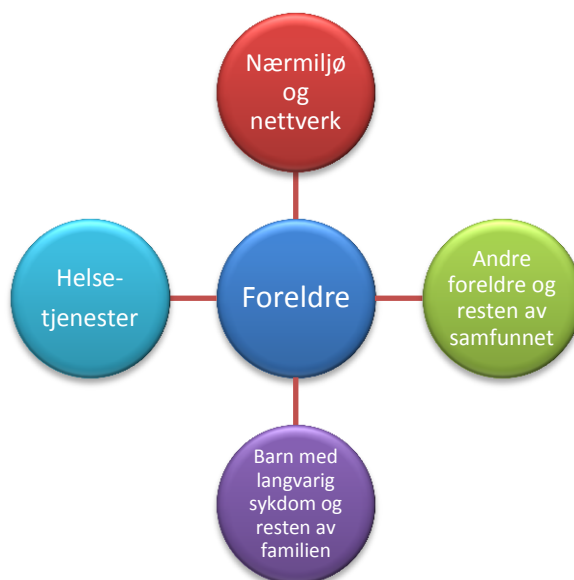 Nærmiljø
og
nettverk
Helse-
tjenester
Foreldre
Andre
foreldre og
resten av
samfunnet
Barn med
langvarig
sykdom og
resten av
familien